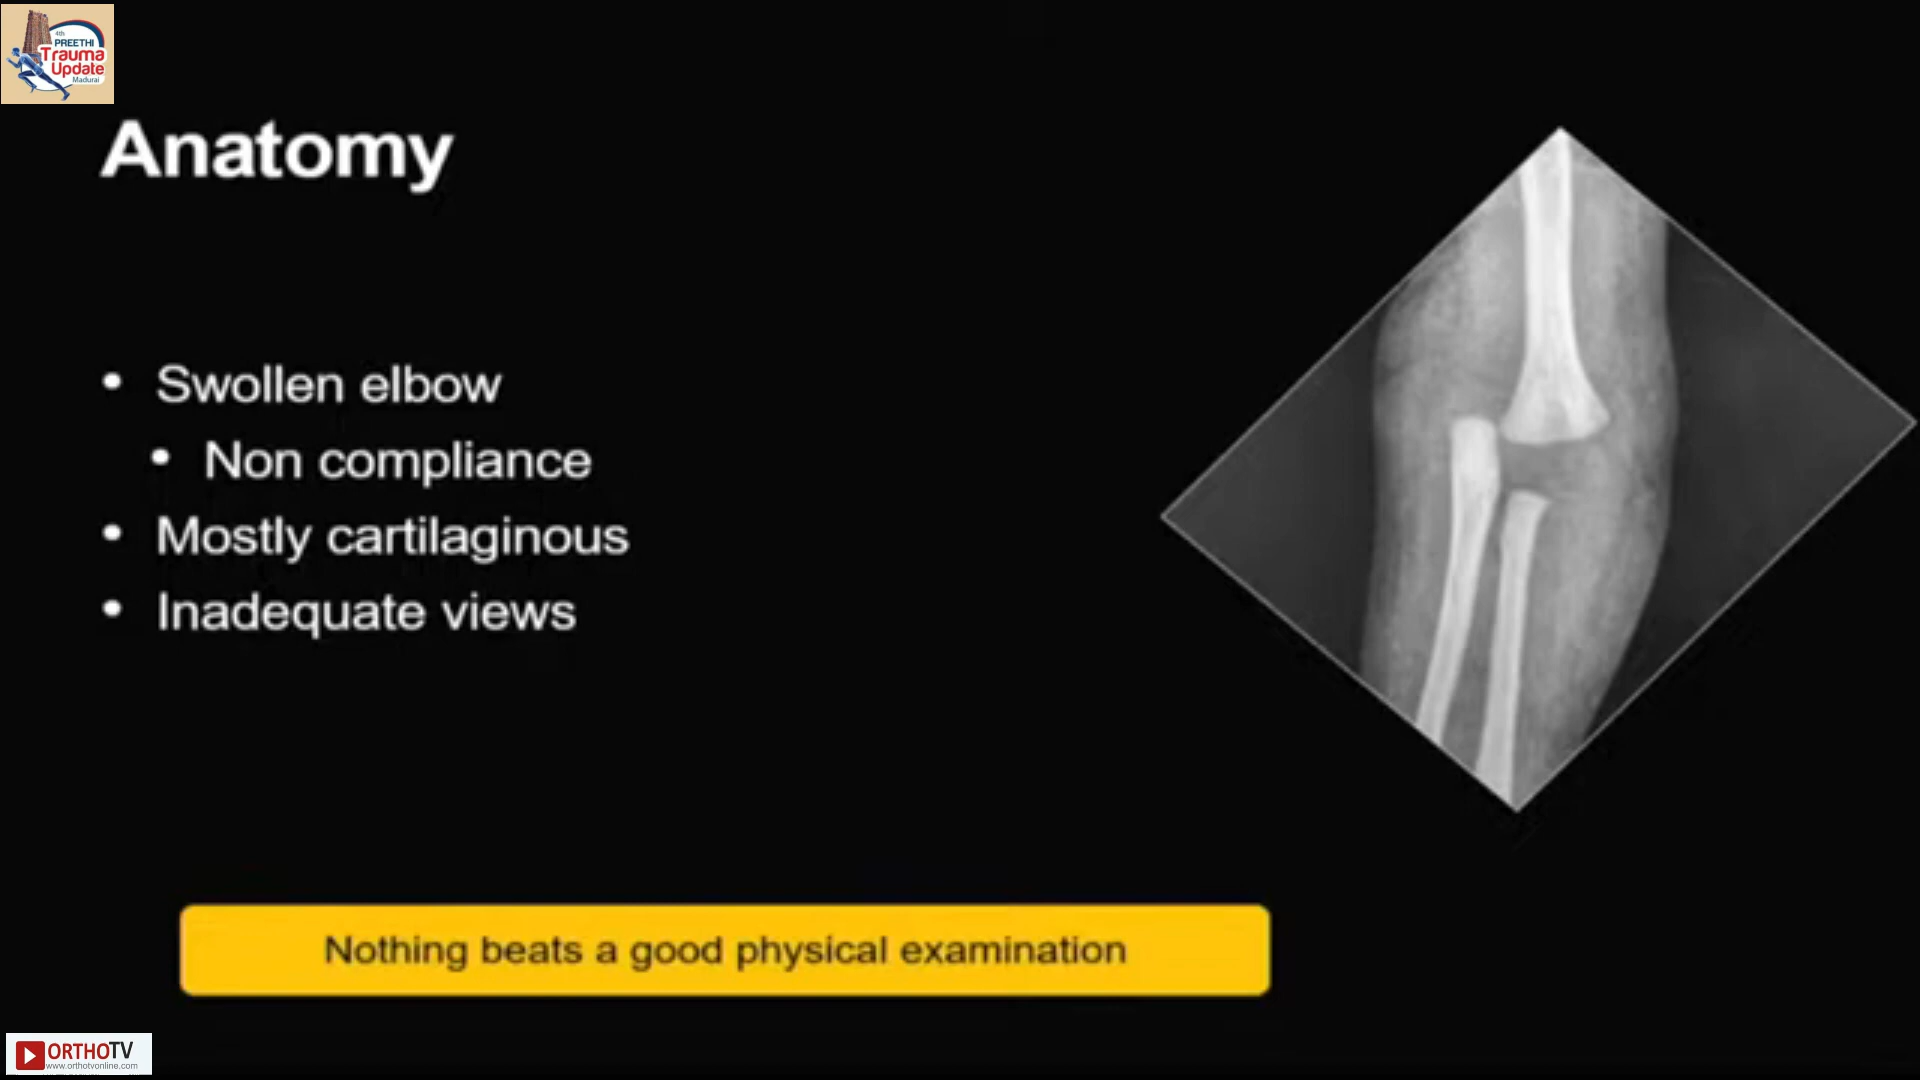 4th
PREETHI
Trauma
Update
Madurai
Anatomy
• Swollen elbow
• Non compliance
• Mostly cartilaginous
• Inadequate views
Nothing beats a good physical examination
ORTHOTV
www.orthotvonline.com